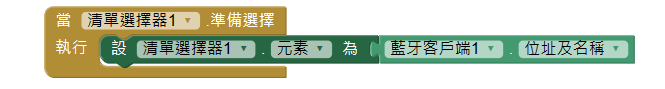 當 清單選擇器1 .準備選擇
執行 設 清單選擇器1 . 元素 為 藍牙客戶端1 . 位址及名稱